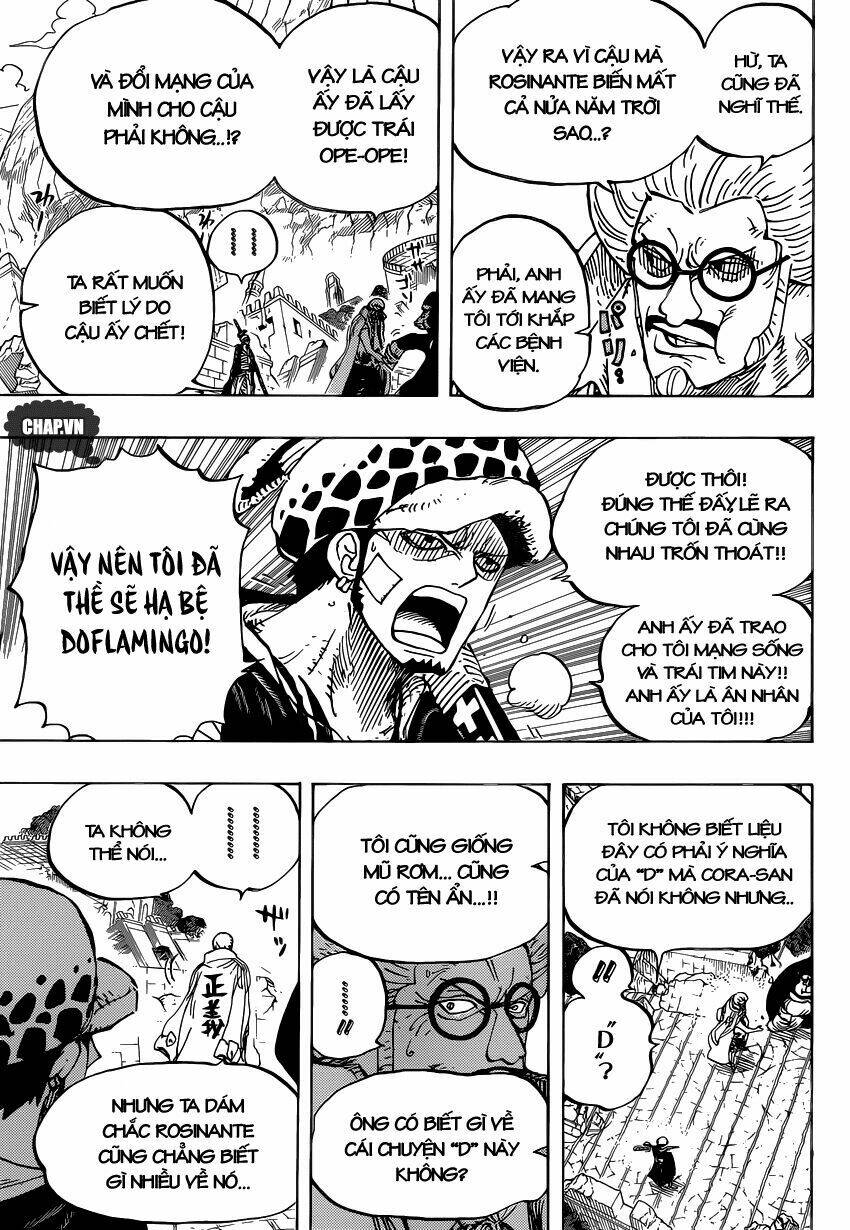 HỪ, TA
CŨNG ĐÃ
NGHĨ THẾ.
VẬY RA VÌ CẬU MÀ
ROSINANTE BIẾN MẤT
CẢ NỬA NĂM TRỜI
SAO...?
PHẢI, ANH
ẤY ĐÃ MANG
TÔI TỚI KHẮP
CÁC BỆNH
VIỆN.
VẬY LÀ CẬU
ẤY ĐÃ LẤY
ĐƯỢC TRÁI
OPE-OPE!
VÀ ĐỔI MẠNG CỦA
MÌNH CHO CẬU
PHẢI KHÔNG...!?
TA RẤT MUỐN
BIẾT LÝ DO
CẬU ẤY CHẾT!
CHAP.VN
ĐƯỢC THÔI!
ĐÚNG THẾ ĐẤY, LẼ RA
CHÚNG TÔI ĐÃ CÙNG
NHAU TRỐN THOÁT!!
ANH ẤY ĐÃ TRAO
CHO TÔI MẠNG SỐNG
VÀ TRÁI TIM NÀY!!
ANH ẤY LÀ ÂN NHÂN
CỦA TÔI!!!
VẬY NÊN TÔI ĐÃ
THỀ SẼ HẠ BỆ
DOFLAMINGO!
TÔI KHÔNG BIẾT LIỆU
ĐÂY CÓ PHẢI Ý NGHĨA
CỦA "D" MÀ CORA-SAN
ĐÃ NÓI KHÔNG NHƯNG..
"D"?
TÔI CŨNG GIỐNG
MŨ RƠM... CŨNG
CÓ TÊN ẨN...!!
ÔNG CÓ BIẾT GÌ VỀ
CÁI CHUYỆN "D" NÀY
KHÔNG?
TA KHÔNG
THỂ NÓI...
正義
NHƯNG TA DÁM
CHẮC ROSINANTE
CŨNG CHẲNG BIẾT
GÌ NHIỀU VỀ NÓ...